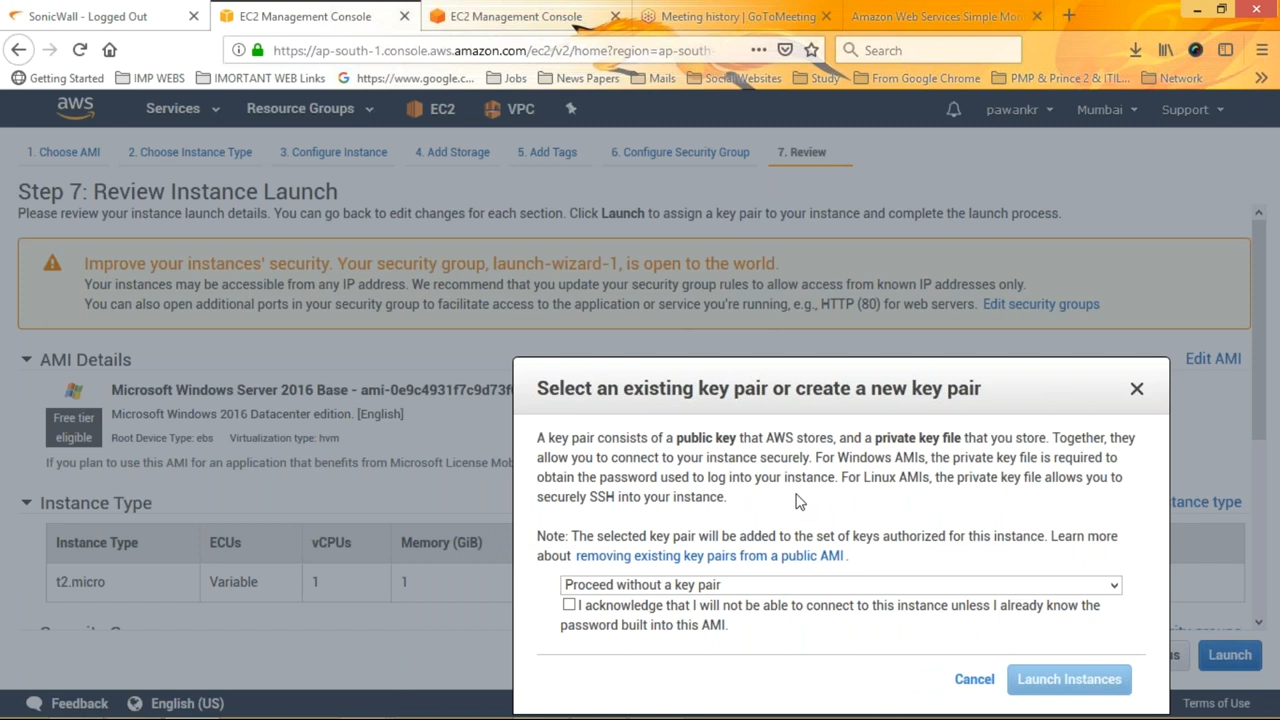 SonicWall - Logged Out
EC2 Management Console
EC2 Management Console
Meeting history | GoToMeeting
Amazon Web Services Simple Mon
https://ap-south-1.console.aws.amazon.com/ec2/v2/home?region=ap-south-
Search
Getting Started
IMP WEBS
IMORTANT WEB Links
https://www.google.c...
Jobs
News Papers
Mails
Social Websites
Study
From Google Chrome
PMP & Prince 2 & ITIL...
Network
aws
Services
Resource Groups
EC2
VPC
pawankr
Mumbai
Support
1. Choose AMI
2. Choose Instance Type
3. Configure Instance
4. Add Storage
5. Add Tags
6. Configure Security Group
7. Review
Step 7: Review Instance Launch
Please review your instance launch details. You can go back to edit changes for each section. Click Launch to assign a key pair to your instance and complete the launch process.
Improve your instances' security. Your security group, launch-wizard-1, is open to the world.
Your instances may be accessible from any IP address. We recommend that you update your security group rules to allow access from known IP addresses only.
You can also open additional ports in your security group to facilitate access to the application or service you're running, e.g., HTTP (80) for web servers. Edit security groups
AMI Details
Edit AMI
Microsoft Windows Server 2016 Base - ami-0e9c4931f7c9d73f
Free tier
eligible
Microsoft Windows 2016 Datacenter edition. [English]
Root Device Type: ebs Virtualization type: hvm
If you plan to use this AMI for an application that benefits from Microsoft License Mob
Instance Type
tance type
Instance Type
ECUs
vCPUs
Memory (GiB)
t2.micro
Variable
1
1
Select an existing key pair or create a new key pair
A key pair consists of a public key that AWS stores, and a private key file that you store. Together, they
allow you to connect to your instance securely. For Windows AMIs, the private key file is required to
obtain the password used to log into your instance. For Linux AMIs, the private key file allows you to
securely SSH into your instance.
Note: The selected key pair will be added to the set of keys authorized for this instance. Learn more
about removing existing key pairs from a public AMI .
Proceed without a key pair
I acknowledge that I will not be able to connect to this instance unless I already know the
password built into this AMI.
Cancel
Launch Instances
us
Launch
Feedback
English (US)
Terms of Use